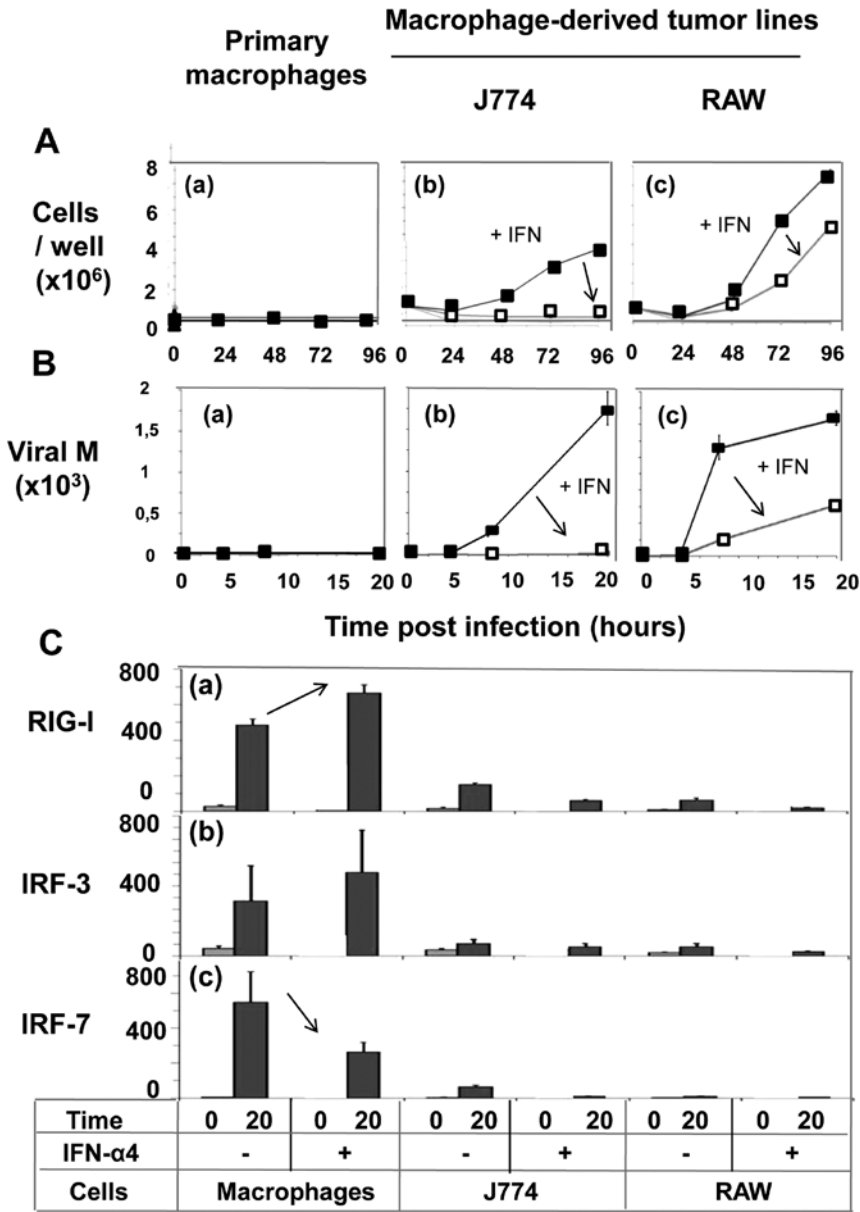 Primary macrophages
Macrophage-derived tumor lines
J774
RAW
A
Cells / well (x10⁶)
8
6
4
2
0
(a)
(b)
(c)
+ IFN
+ IFN
0 24 48 72 96
0 24 48 72 96
0 24 48 72 96
B
Viral M (x10³)
2
1,5
1
0,5
0
(a)
(b)
(c)
+ IFN
+ IFN
0 5 10 15 20
0 5 10 15 20
0 5 10 15 20
Time post infection (hours)
C
RIG-I
800
400
0
(a)
IRF-3
800
400
0
(b)
IRF-7
800
400
0
(c)
Time 0 20 0 20 0 20 0 20 0 20 0 20
IFN-α4 - + - + - +
Cells Macrophages J774 RAW